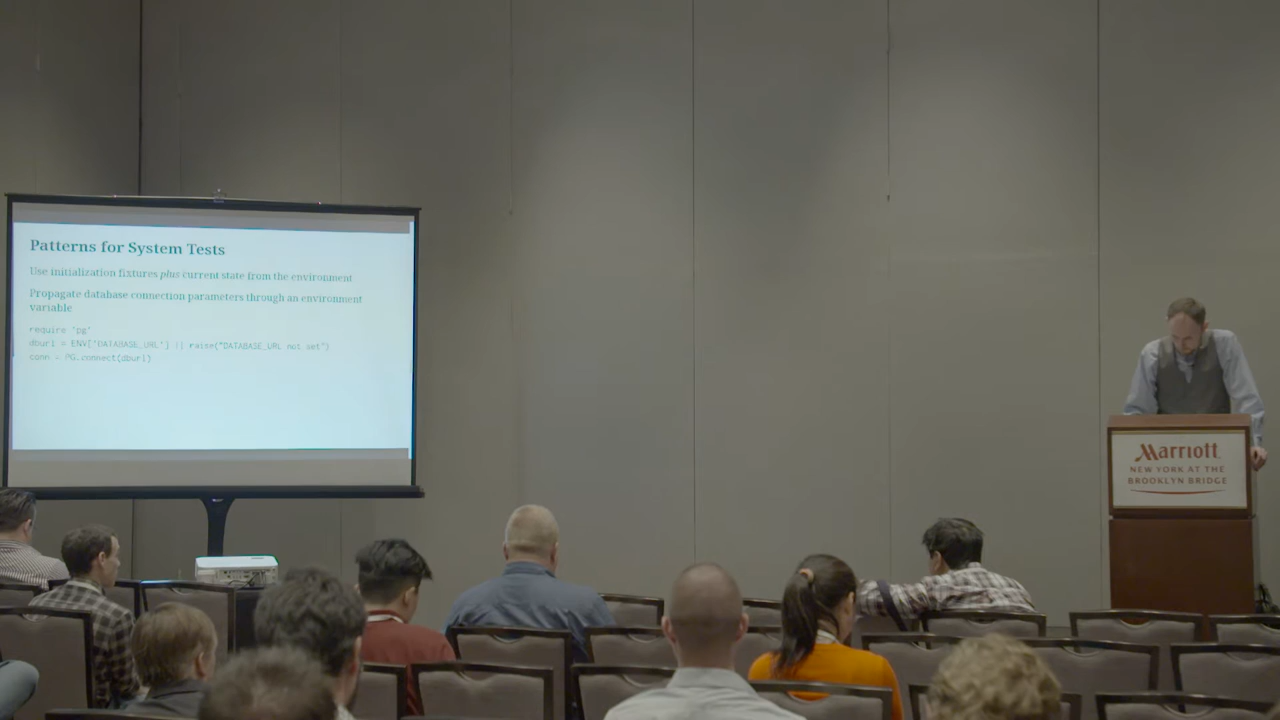 Patterns for System Tests
Use initialization fixtures plus current state from the environment
Propagate database connection parameters through an environment
variable
require "pg"
dburl = ENV['DATABASE_URL'] || raise("DATABASE_URL not set")
conn = PG.connect(dburl)
Marriott
NEW YORK AT THE
BROOKLYN BRIDGE